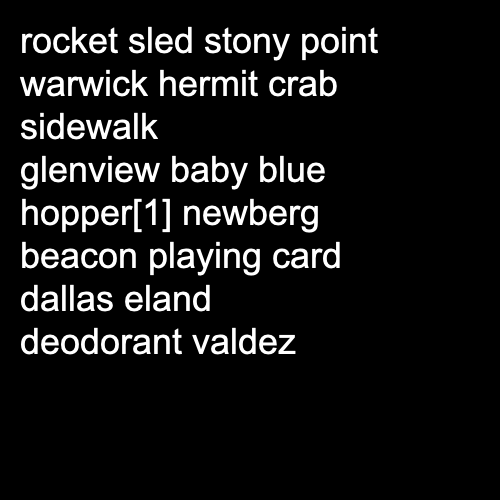 rocket sled stony point
warwick hermit crab
sidewalk
glenview baby blue
hopper[1] newberg
beacon playing card
dallas eland
deodorant valdez